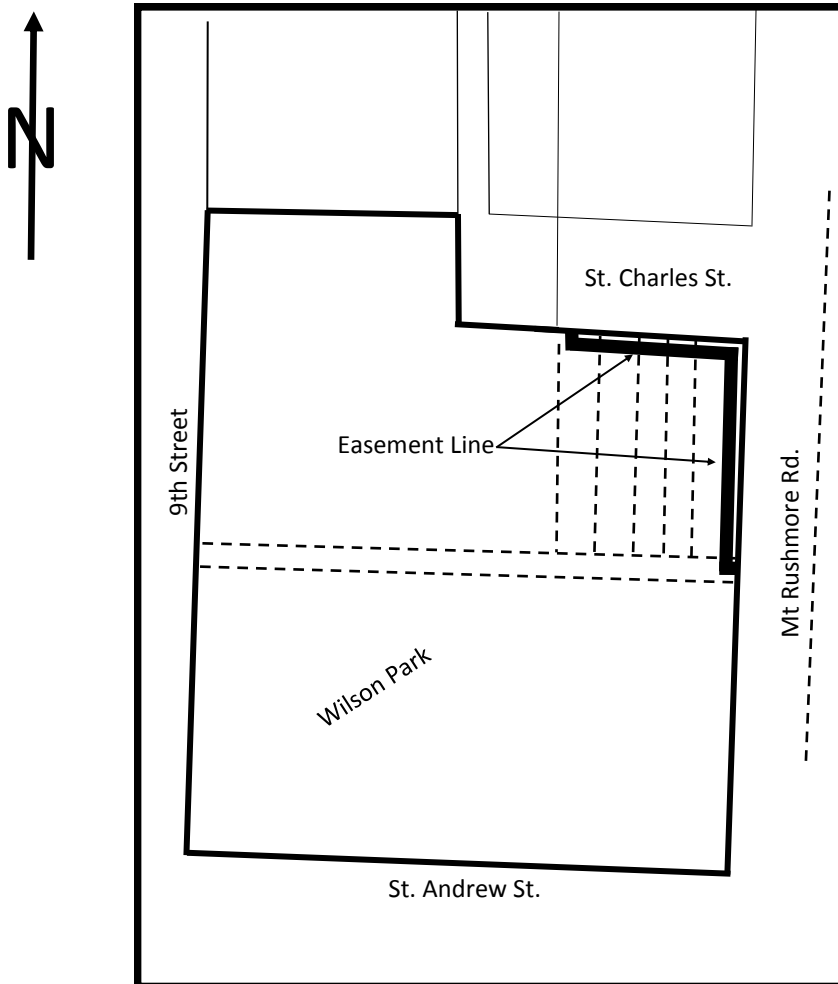 N
St. Charles St.
Easement Line
9th Street
Mt Rushmore Rd.
Wilson Park
St. Andrew St.